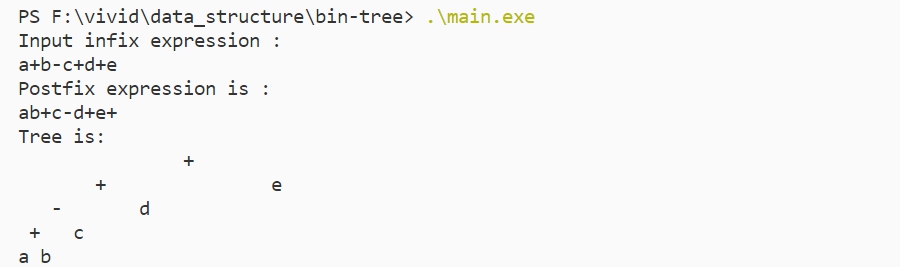 PS F:\vivid\data_structure\bin-tree> .\main.exe
Input infix expression :
a+b-c+d+e
Postfix expression is :
ab+c-d+e+
Tree is:
               +
       +               e
   -       d
 +   c
a b